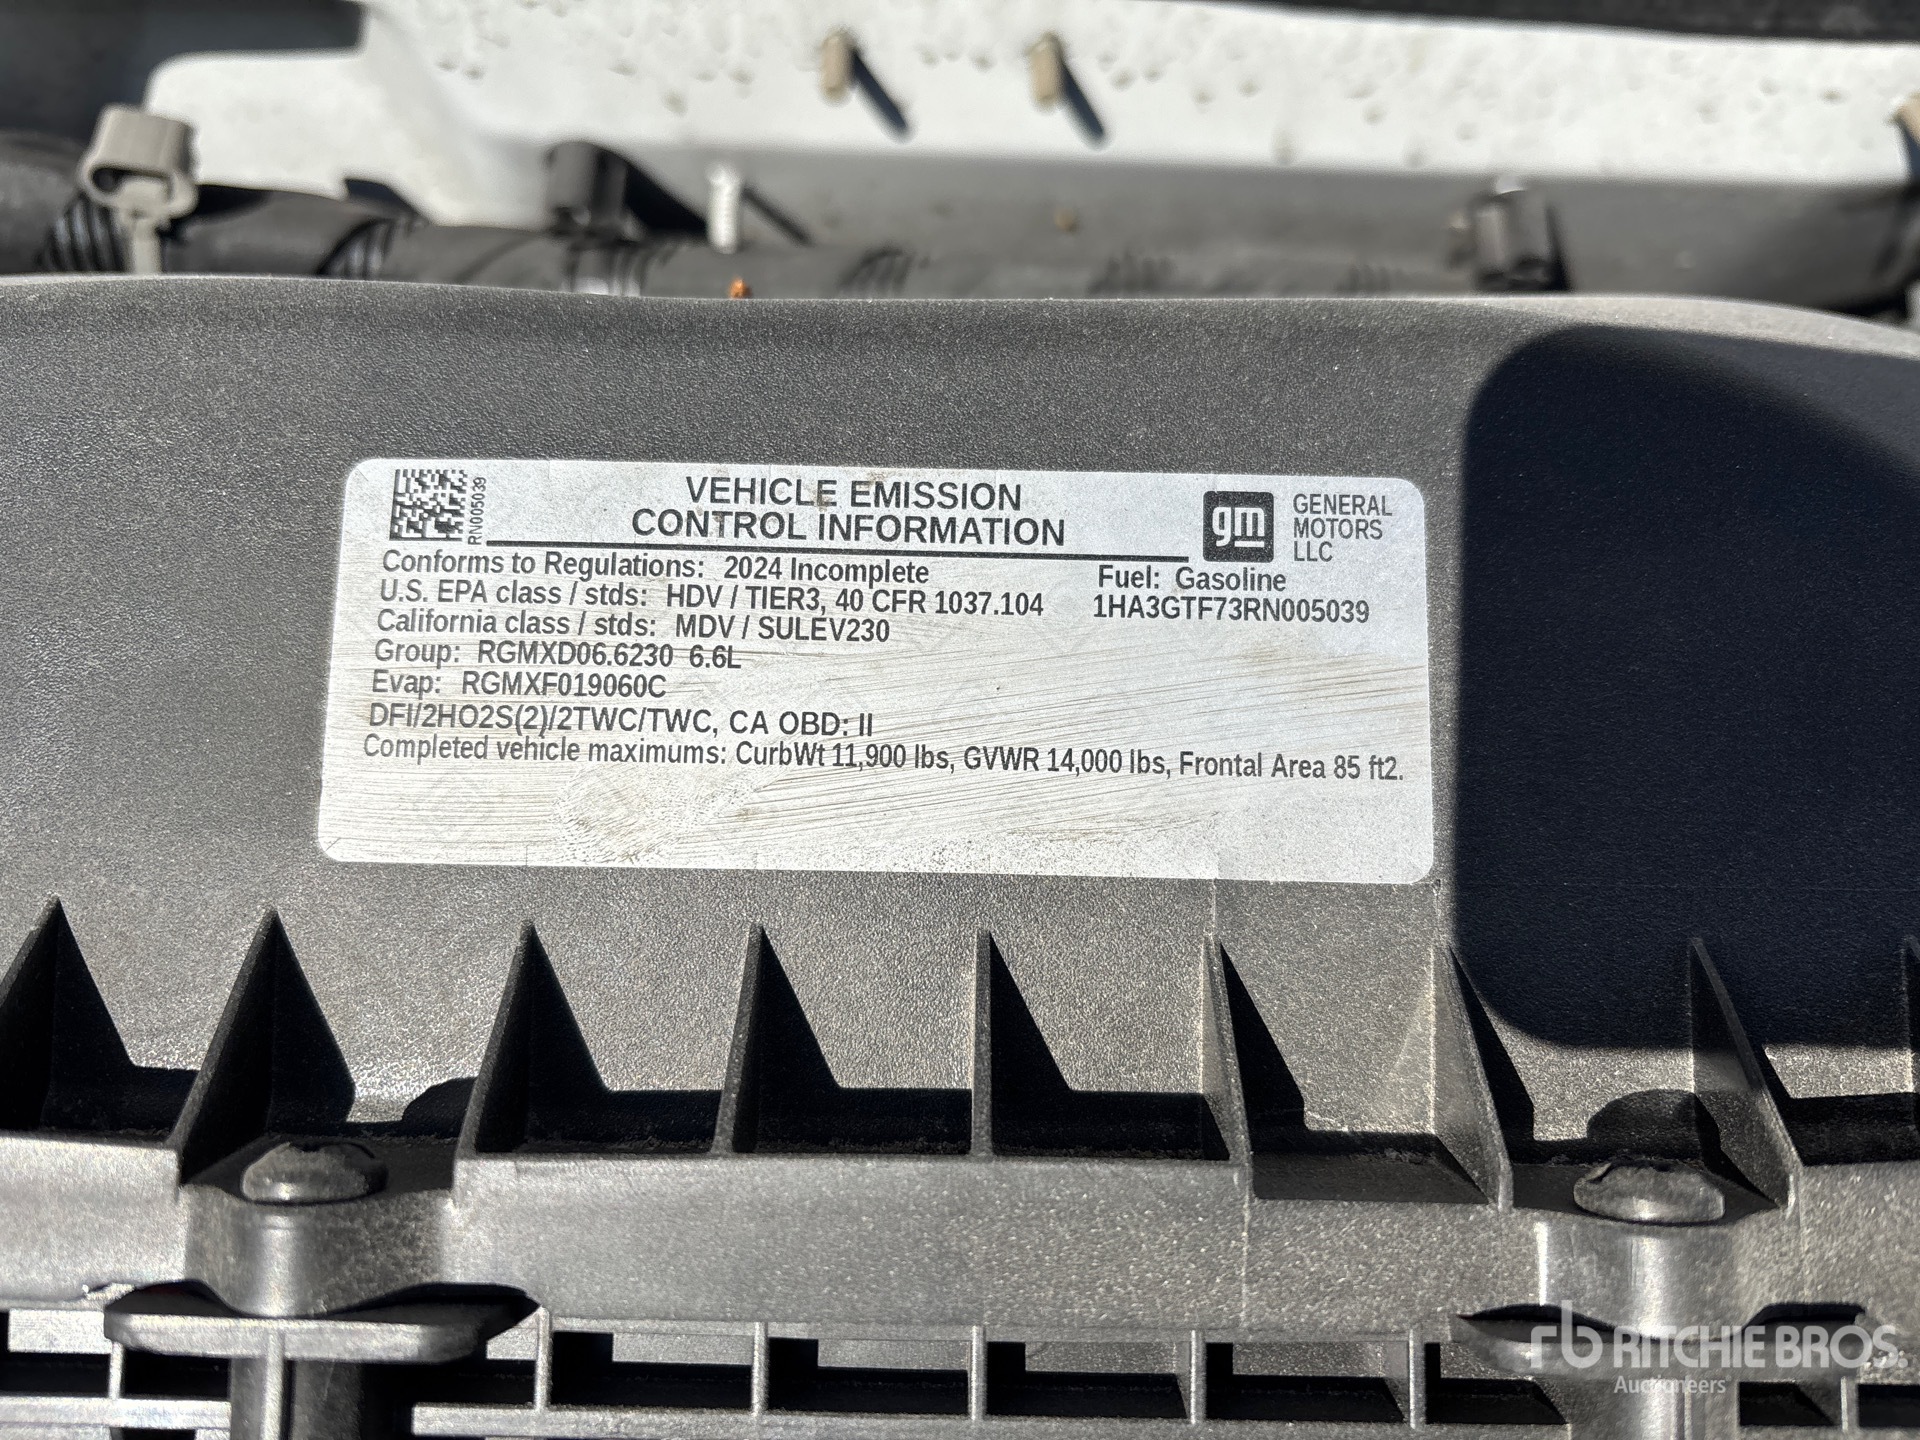 RN005039
VEHICLE EMISSION
CONTROL INFORMATION
gm
GENERAL
MOTORS
LLC
Conforms to Regulations: 2024 Incomplete
Fuel: Gasoline
U.S. EPA class / stds: HDV / TIER3, 40 CFR 1037.104
1HA3GTF73RN005039
California class / stds: MDV / SULEV230
Group: RGMXD06.6230 6.6L
Evap: RGMXF019060C
DFI/2HO2S(2)/2TWC/TWC, CA OBD: II
Completed vehicle maximums: CurbWt 11,900 lbs, GVWR 14,000 lbs, Frontal Area 85 ft2.
rb RITCHIE BROS.
Auctioneers